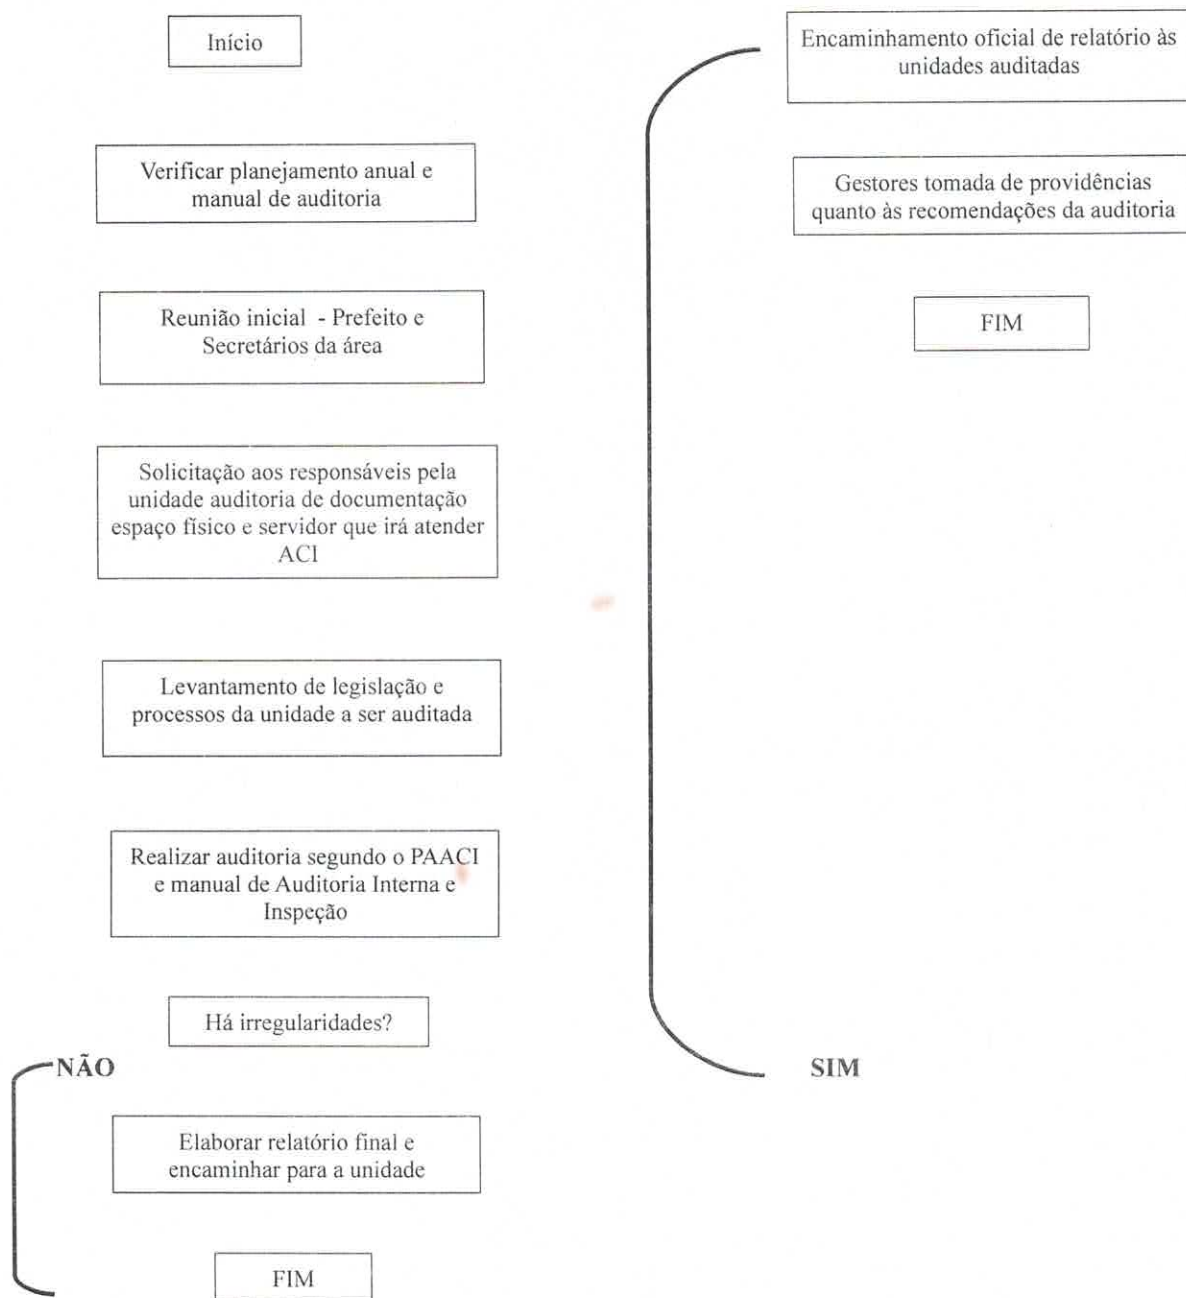 Início
Verificar planejamento anual e
manual de auditoria
Reunião inicial - Prefeito e
Secretários da área
Solicitação aos responsáveis pela
unidade auditoria de documentação
espaço físico e servidor que irá atender
ACI
Levantamento de legislação e
processos da unidade a ser auditada
Realizar auditoria segundo o PAACI
e manual de Auditoria Interna e
Inspeção
Há irregularidades?
NÃO
Elaborar relatório final e
encaminhar para a unidade
FIM
SIM
Encaminhamento oficial de relatório às
unidades auditadas
Gestores tomada de providências
quanto às recomendações da auditoria
FIM